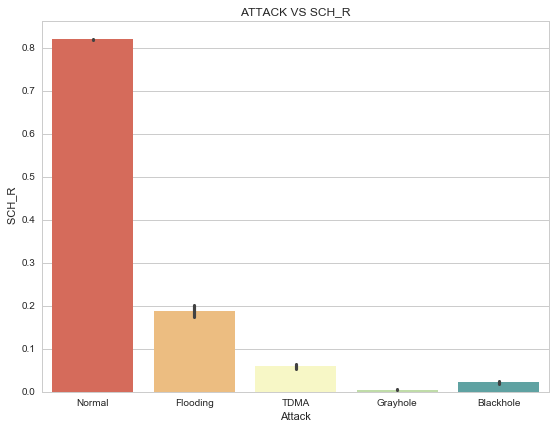 ATTACK VS SCH_R
SCH_R
0.8
0.7
0.6
0.5
0.4
0.3
0.2
0.1
0.0
Normal Flooding TDMA Grayhole Blackhole
Attack